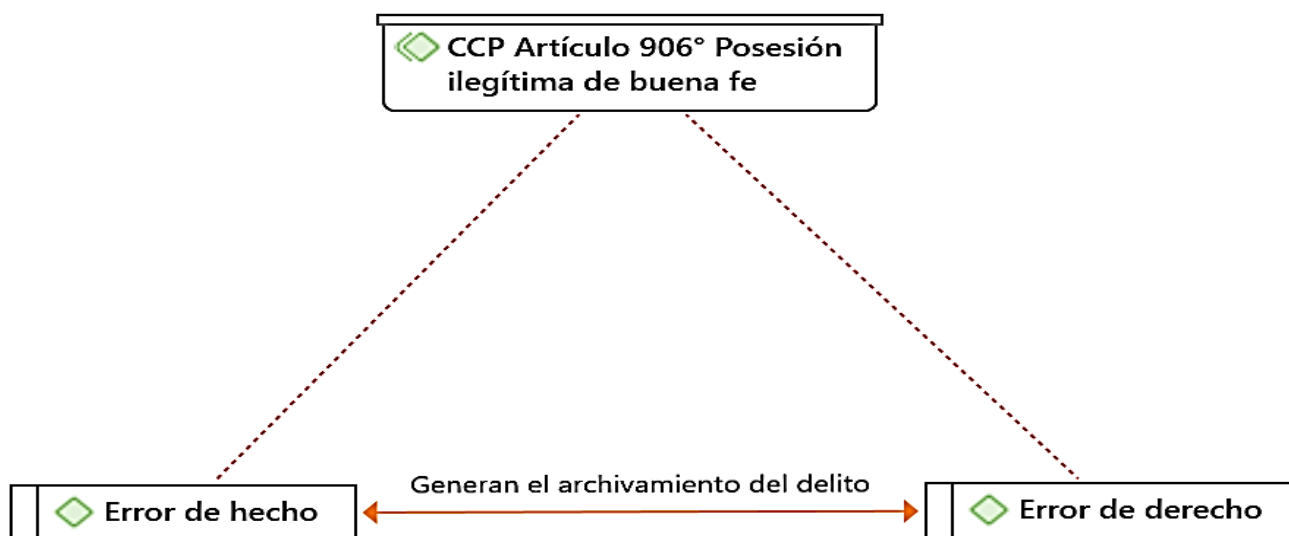 CCP Artículo 906° Posesión
ilegítima de buena fe
Generan el archivamiento del delito
Error de hecho
Error de derecho